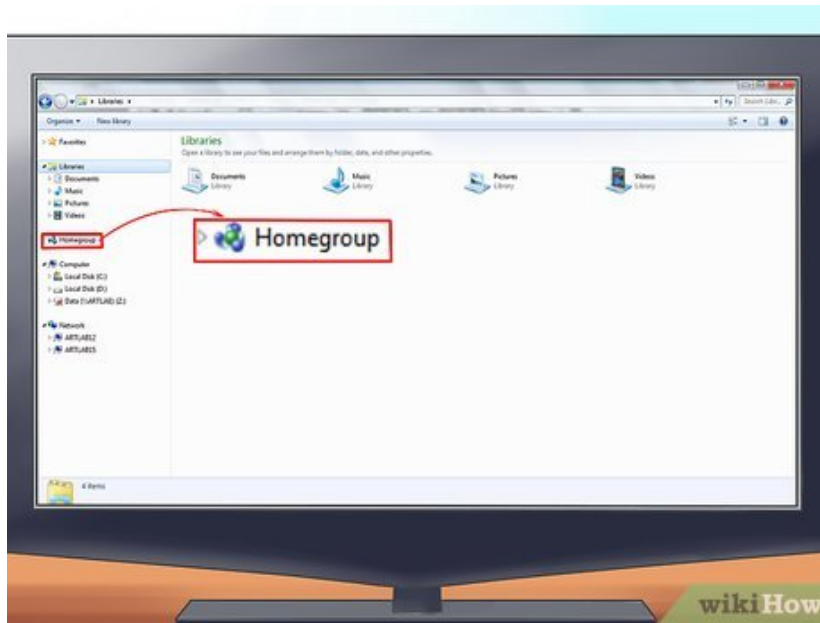 Libraries
Organize
New library
Favorites
Libraries
Documents
Music
Pictures
Videos
Homegroup
Computer
Local Disk (C:)
Local Disk (D:)
Data (\\ARTLAB) (Z:)
Network
ARTLAB12
ARTLAB15
Libraries
Open a library to see your files and arrange them by folder, date, and other properties.
Documents
Library
Music
Library
Pictures
Library
Videos
Library
Homegroup
4 items
wikiHow